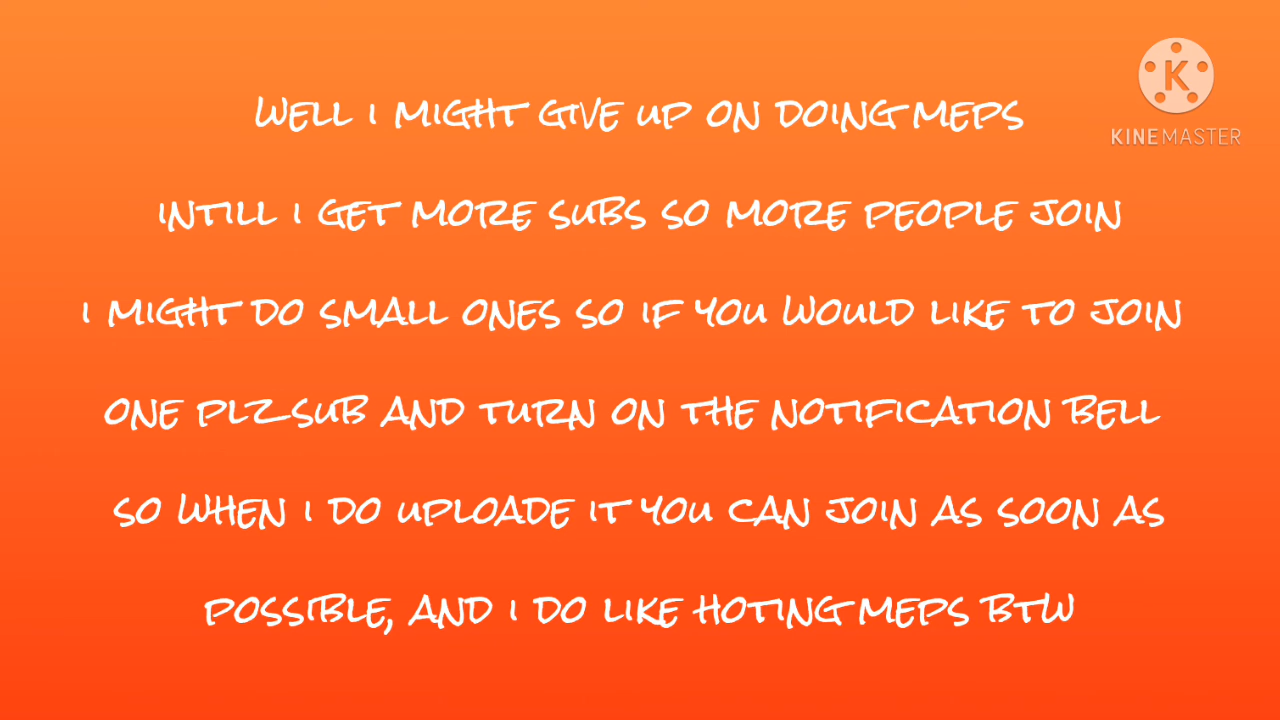 WELL I MIGHT GIVE UP ON DOING MEPS
INTILL I GET MORE SUBS SO MORE PEOPLE JOIN
I MIGHT DO SMALL ONES SO IF YOU WOULD LIKE TO JOIN
ONE PLZ SUB AND TURN ON THE NOTIFICATION BELL
SO WHEN I DO UPLOADE IT YOU CAN JOIN AS SOON AS
POSSIBLE, AND I DO LIKE HOTING MEPS BTW
K
KINEMASTER